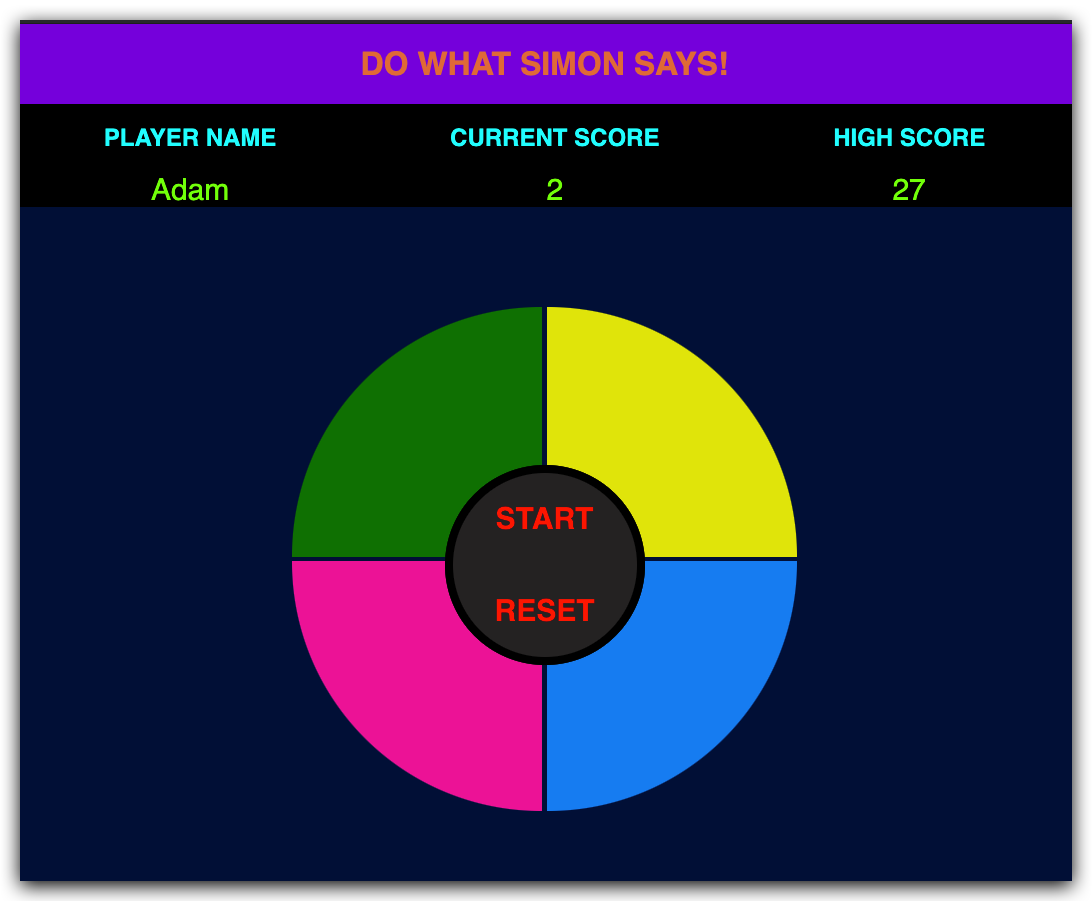 DO WHAT SIMON SAYS!
PLAYER NAME CURRENT SCORE HIGH SCORE
Adam 2 27
START
RESET